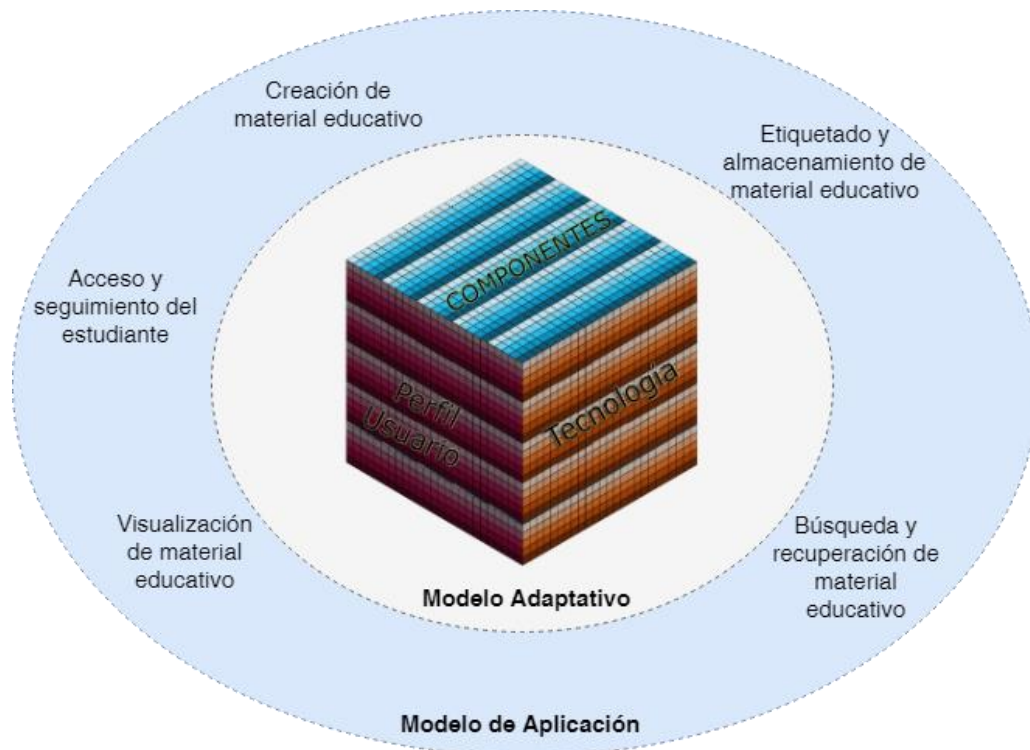 Creación de
material educativo
Etiquetado y
almacenamiento de
material educativo
Acceso y
seguimiento del
estudiante
COMPONENTES
Perfil
Usuario
Tecnología
Visualización
de material
educativo
Búsqueda y
recuperación de
material
educativo
Modelo Adaptativo
Modelo de Aplicación